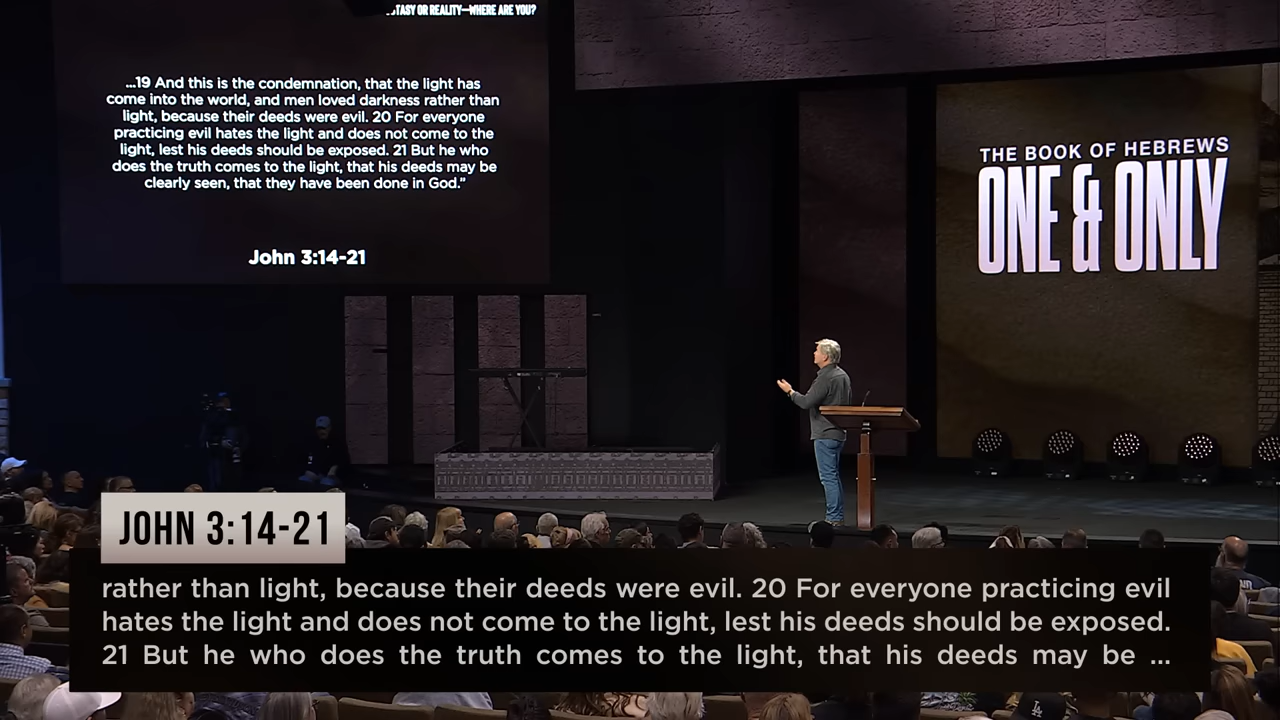 TASY OR REALITY—WHERE ARE YOU?
...19 And this is the condemnation, that the light has
come into the world, and men loved darkness rather than
light, because their deeds were evil. 20 For everyone
practicing evil hates the light and does not come to the
light, lest his deeds should be exposed. 21 But he who
does the truth comes to the light, that his deeds may be
clearly seen, that they have been done in God.”
John 3:14-21
THE BOOK OF HEBREWS
ONE & ONLY
JOHN 3:14-21
rather than light, because their deeds were evil. 20 For everyone practicing evil
hates the light and does not come to the light, lest his deeds should be exposed.
21 But he who does the truth comes to the light, that his deeds may be ...
LA